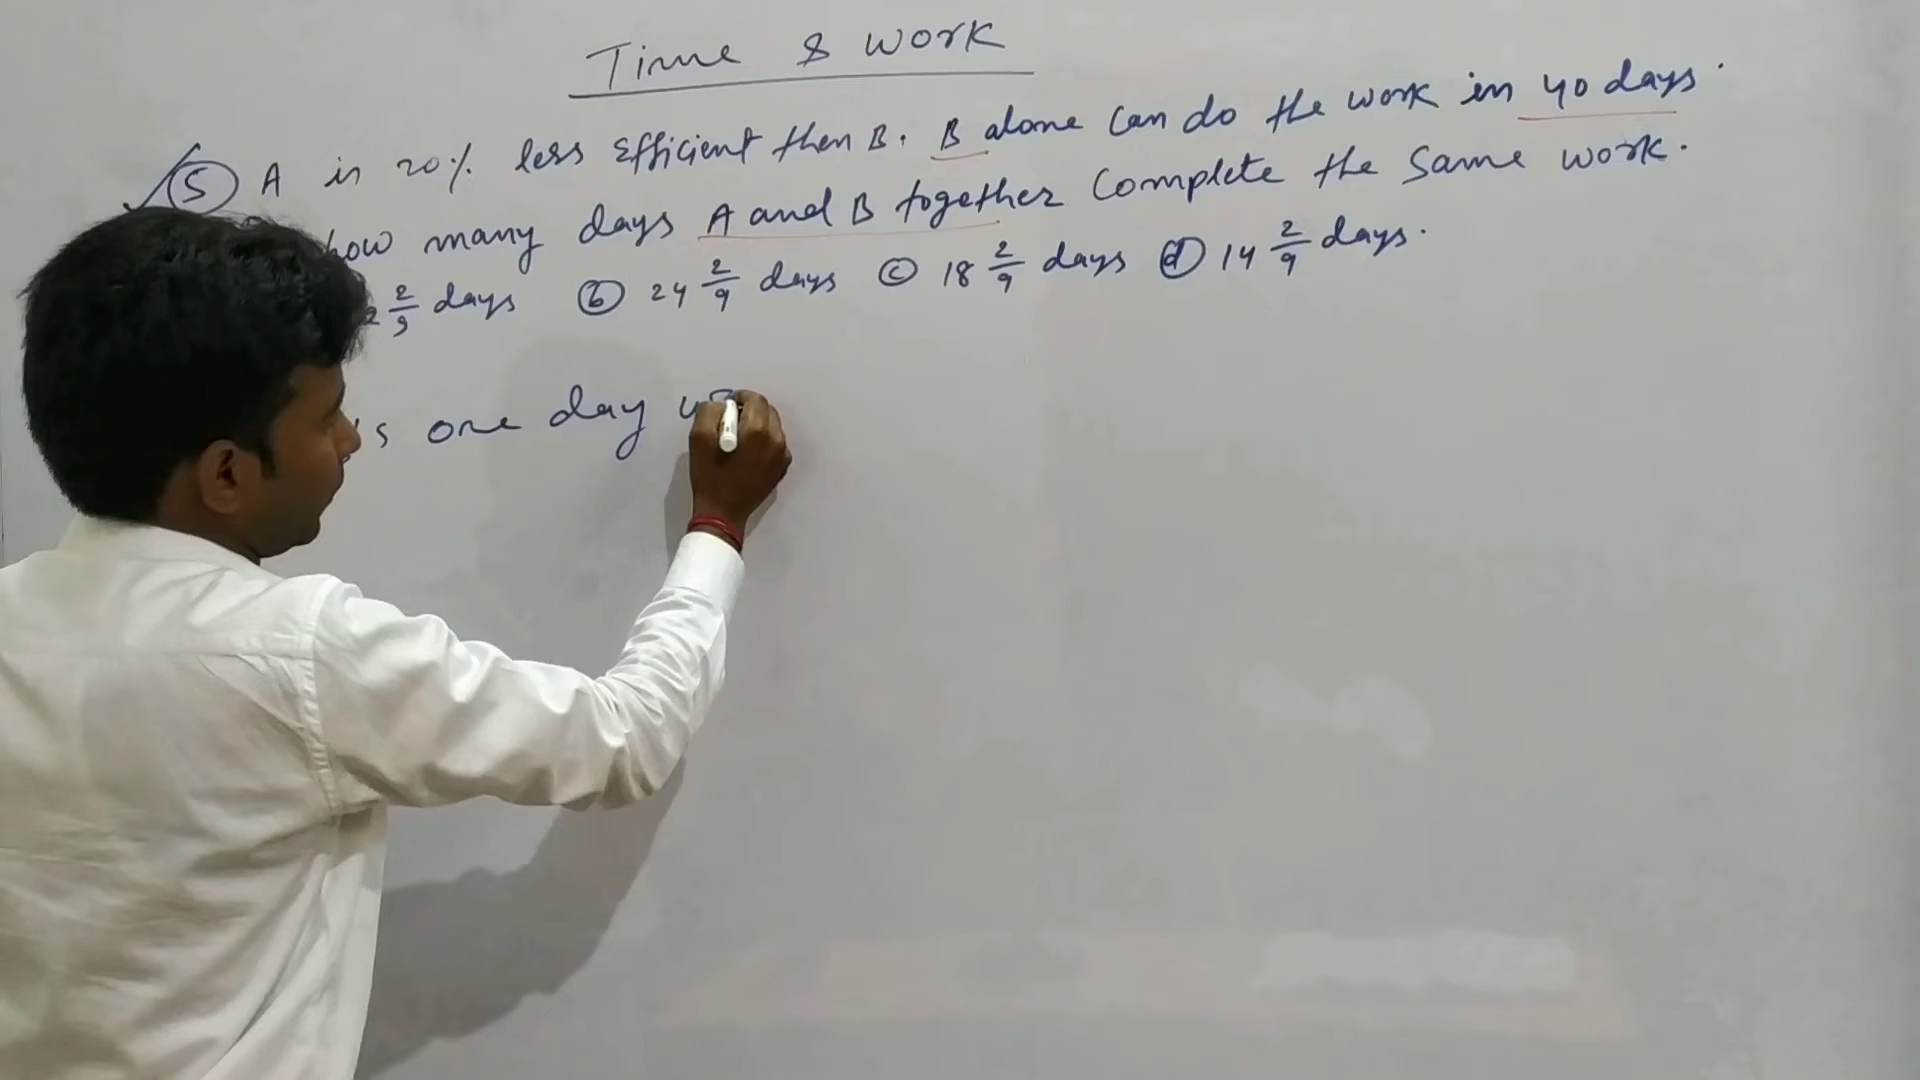 Time & work
5 A is 20% less Efficient then B. B alone Can do the work in 40 days.
how many days A and B together Complete the Same work.
2/9 days (b) 24 2/9 days (c) 18 2/9 days (d) 14 2/9 days.
's one day